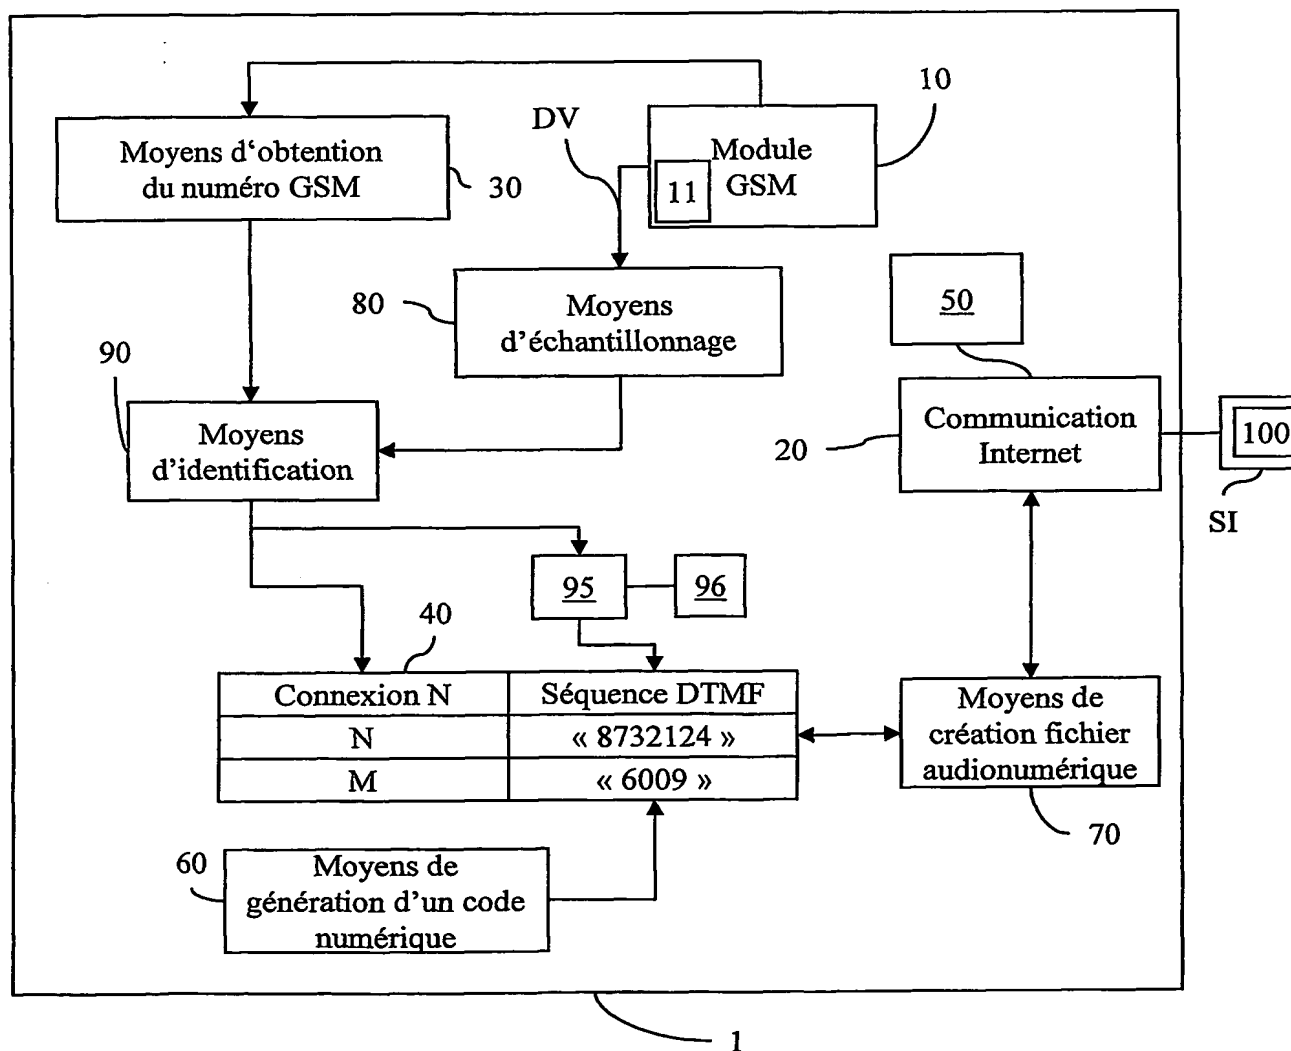 10
DV
Moyens d‘obtention
du numéro GSM
30
Module
GSM
11
80
Moyens
d'échantillonnage
50
90
Moyens
d'identification
20
Communication
Internet
100
SI
95
96
40
Connexion N
Séquence DTMF
N
« 8732124 »
M
« 6009 »
Moyens de
création fichier
audionumérique
70
60
Moyens de
génération d'un code
numérique
1